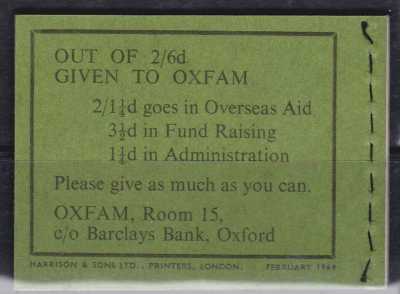 OUT OF 2/6d
GIVEN TO OXFAM
2/1¼d goes in Overseas Aid
3½d in Fund Raising
1¼d in Administration
Please give as much as you can.
OXFAM, Room 15,
c/o Barclays Bank, Oxford
HARRISON & SONS LTD., PRINTERS, LONDON. FEBRUARY 1964